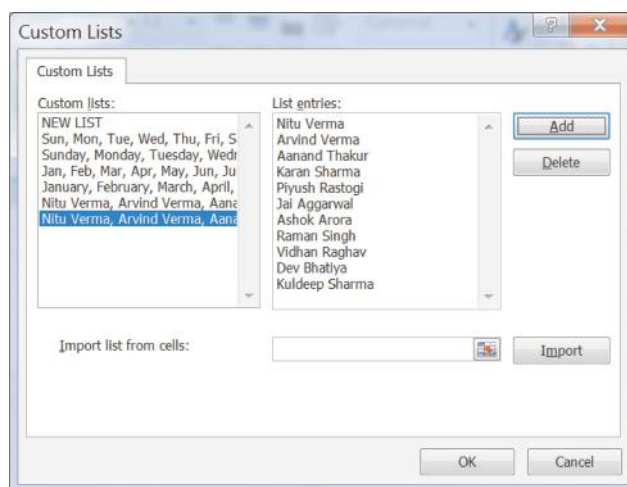 Custom Lists
Custom Lists
Custom lists:
NEW LIST
Sun, Mon, Tue, Wed, Thu, Fri, S
Sunday, Monday, Tuesday, Wedn
Jan, Feb, Mar, Apr, May, Jun, Ju
January, February, March, April,
Nitu Verma, Arvind Verma, Aana
Nitu Verma, Arvind Verma, Aana
List entries:
Nitu Verma
Arvind Verma
Aanand Thakur
Karan Sharma
Piyush Rastogi
Jai Aggarwal
Ashok Arora
Raman Singh
Vidhan Raghav
Dev Bhatiya
Kuldeep Sharma
Add
Delete
Import list from cells:
Import
OK
Cancel